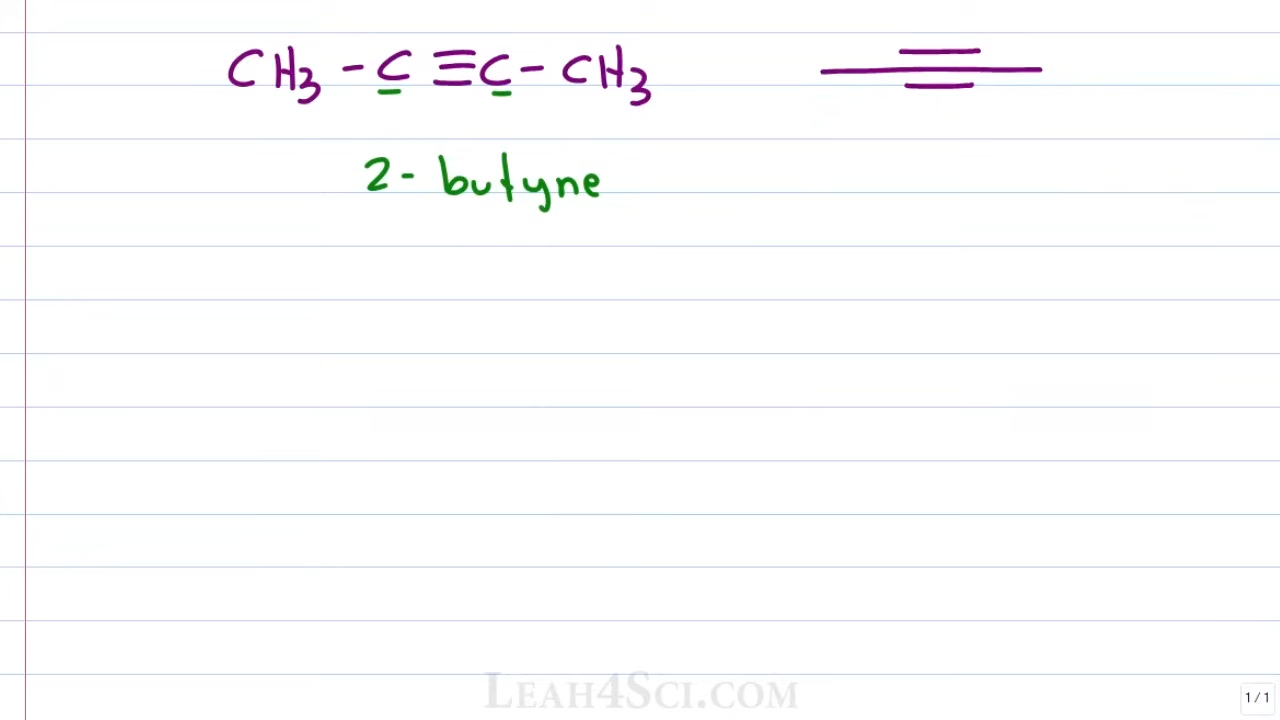 CH3 - C ≡ C - CH3
2- butyne
LEAH4SCI.COM
1/1